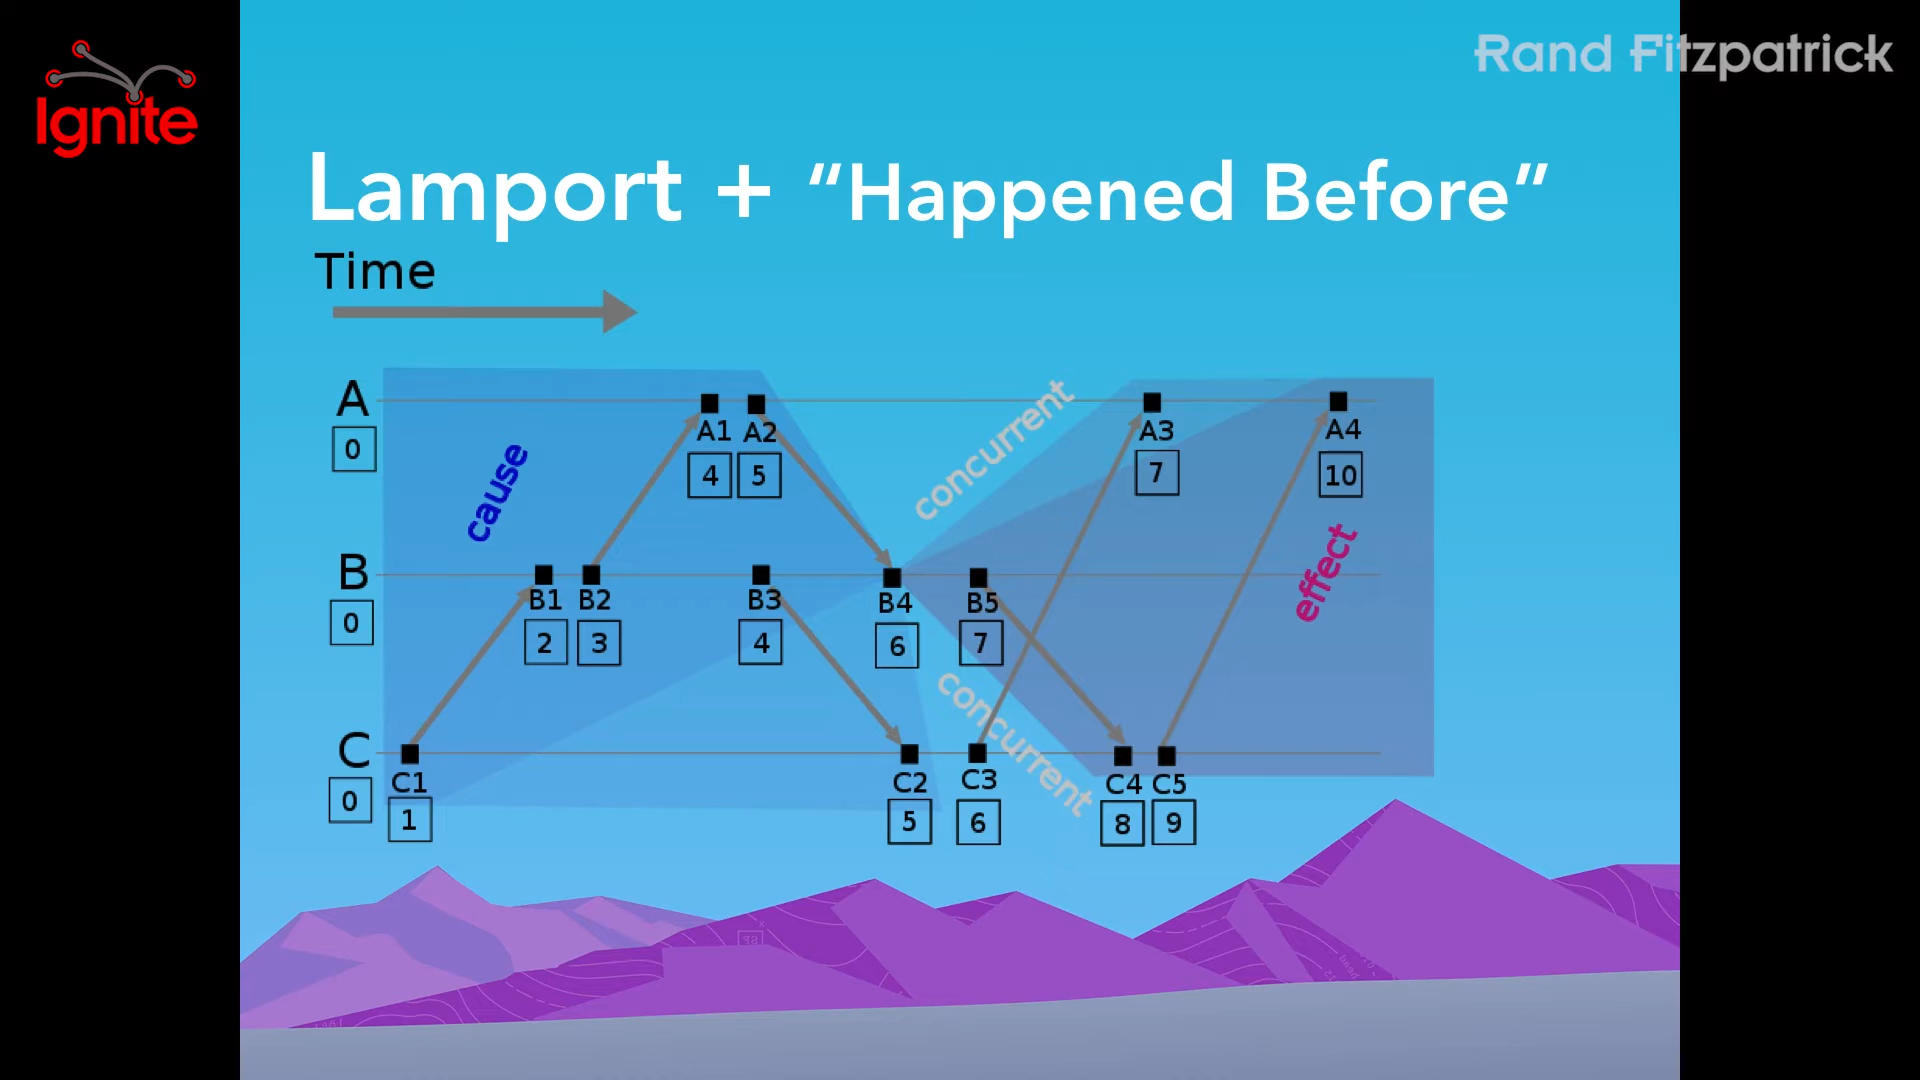 Ignite
Rand Fitzpatrick
Lamport + “Happened Before”
Time
A
0
A1 A2 A3 A4
4 5 7 10
cause
concurrent
effect
B
0
B1 B2 B3 B4 B5
2 3 4 6 7
concurrent
C
0
C1 C2 C3 C4 C5
1 5 6 8 9